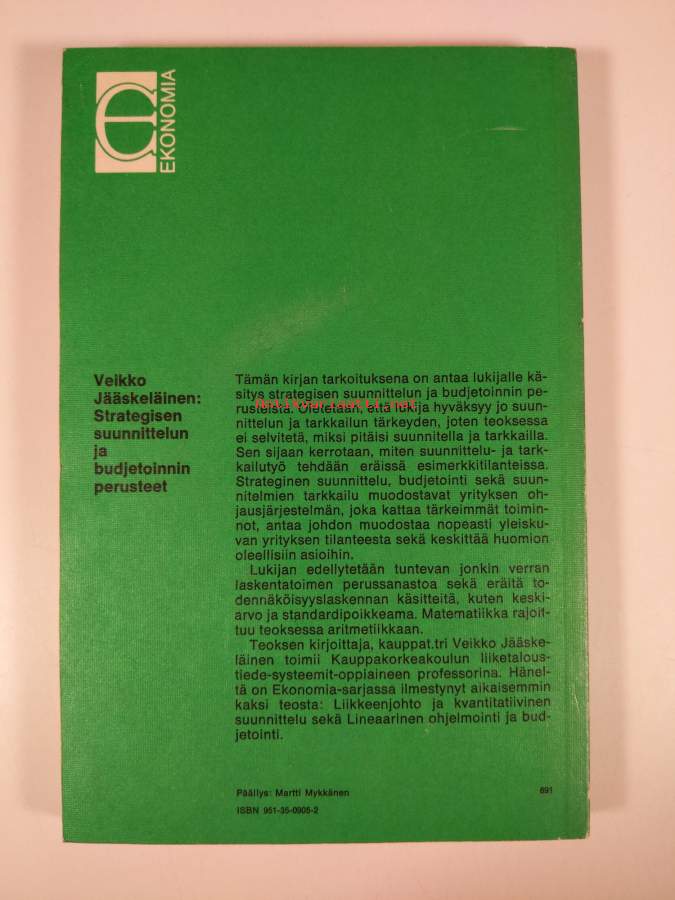 EKONOMIA
Veikko
Jääskeläinen:
Strategisen
suunnittelun
ja
budjetoinnin
perusteet
Tämän kirjan tarkoituksena on antaa lukijalle kä-
sitys strategisen suunnittelun ja budjetoinnin pe-
rusteista. Oletetaan, että lukija hyväksyy jo suun-
nittelun ja tarkkailun tärkeyden, joten teoksessa
ei selvitetä, miksi pitäisi suunnitella ja tarkkailla.
Sen sijaan kerrotaan, miten suunnittelu- ja tark-
kailutyö tehdään eräissä esimerkkitilanteissa.
Strateginen suunnittelu, budjetointi sekä suun-
nitelmien tarkkailu muodostavat yrityksen oh-
jausjärjestelmän, joka kattaa tärkeimmät toimin-
not, antaa johdon muodostaa nopeasti yleisku-
van yrityksen tilanteesta sekä keskittää huomion
oleellisiin asioihin.
Lukijan edellytetään tuntevan jonkin verran
laskentatoimen perussanastoa sekä eräitä to-
dennäköisyyslaskennan käsitteitä, kuten keski-
arvo ja standardipoikkeama. Matematiikka rajoit-
tuu teoksessa aritmetiikkaan.
Teoksen kirjoittaja, kauppat.tri Veikko Jääske-
läinen toimii Kauppakorkeakoulun liiketalous-
tiede-systeemit-oppiaineen professorina. Hänel-
tä on Ekonomia-sarjassa ilmestynyt aikaisemmin
kaksi teosta: Liikkeenjohto ja kvantitatiivinen
suunnittelu sekä Lineaarinen ohjelmointi ja bud-
jetointi.
Päällys: Martti Mykkänen
691
ISBN 951-35-0905-2